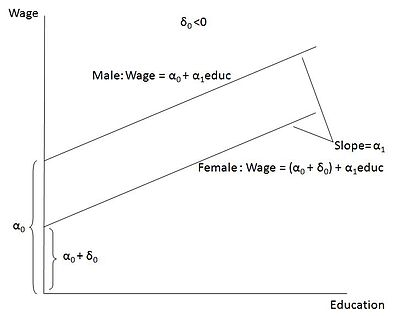 Wage
δ₀<0
Male: Wage = α₀ + α₁educ
Slope=α₁
Female : Wage = (α₀ + δ₀) + α₁educ
α₀
α₀ + δ₀
Education